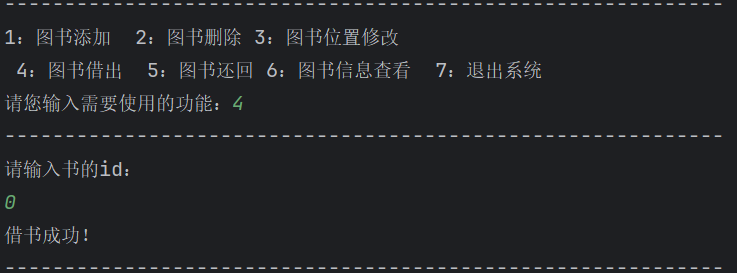 ------------------------------------------------------------
1：图书添加  2：图书删除 3：图书位置修改
 4：图书借出  5：图书还回 6：图书信息查看  7：退出系统
请您输入需要使用的功能：4
------------------------------------------------------------
请输入书的id：
0
借书成功！
------------------------------------------------------------